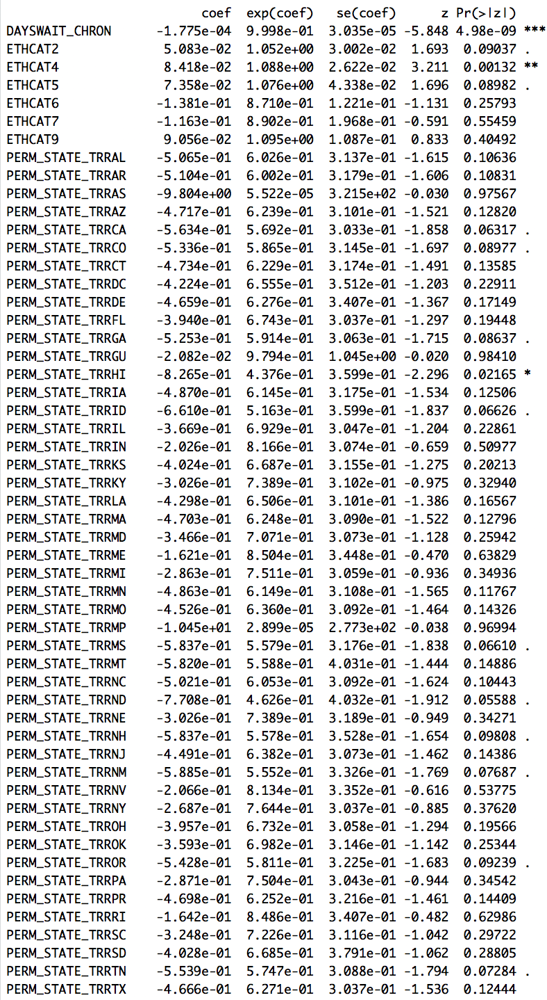 coef exp(coef) se(coef) z Pr(>|z|)
DAYSWAIT_CHRON -1.775e-04 9.998e-01 3.035e-05 -5.848 4.98e-09 ***
ETHCAT2 5.083e-02 1.052e+00 3.002e-02 1.693 0.09037 .
ETHCAT4 8.418e-02 1.088e+00 2.622e-02 3.211 0.00132 **
ETHCAT5 7.358e-02 1.076e+00 4.338e-02 1.696 0.08982 .
ETHCAT6 -1.381e-01 8.710e-01 1.221e-01 -1.131 0.25793
ETHCAT7 -1.163e-01 8.902e-01 1.968e-01 -0.591 0.55459
ETHCAT9 9.056e-02 1.095e+00 1.087e-01 0.833 0.40492
PERM_STATE_TRRAL -5.065e-01 6.026e-01 3.137e-01 -1.615 0.10636
PERM_STATE_TRRAR -5.104e-01 6.002e-01 3.179e-01 -1.606 0.10831
PERM_STATE_TRRAS -9.804e+00 5.522e-05 3.215e+02 -0.030 0.97567
PERM_STATE_TRRAZ -4.717e-01 6.239e-01 3.101e-01 -1.521 0.12820
PERM_STATE_TRRCA -5.634e-01 5.692e-01 3.033e-01 -1.858 0.06317 .
PERM_STATE_TRRCO -5.336e-01 5.865e-01 3.145e-01 -1.697 0.08977 .
PERM_STATE_TRRCT -4.734e-01 6.229e-01 3.174e-01 -1.491 0.13585
PERM_STATE_TRRDC -4.224e-01 6.555e-01 3.512e-01 -1.203 0.22911
PERM_STATE_TRRDE -4.659e-01 6.276e-01 3.407e-01 -1.367 0.17149
PERM_STATE_TRRFL -3.940e-01 6.743e-01 3.037e-01 -1.297 0.19448
PERM_STATE_TRRGA -5.253e-01 5.914e-01 3.063e-01 -1.715 0.08637 .
PERM_STATE_TRRGU -2.082e-02 9.794e-01 1.045e+00 -0.020 0.98410
PERM_STATE_TRRHI -8.265e-01 4.376e-01 3.599e-01 -2.296 0.02165 *
PERM_STATE_TRRIA -4.870e-01 6.145e-01 3.175e-01 -1.534 0.12506
PERM_STATE_TRRID -6.610e-01 5.163e-01 3.599e-01 -1.837 0.06626 .
PERM_STATE_TRRIL -3.669e-01 6.929e-01 3.047e-01 -1.204 0.22861
PERM_STATE_TRRIN -2.026e-01 8.166e-01 3.074e-01 -0.659 0.50977
PERM_STATE_TRRKS -4.024e-01 6.687e-01 3.155e-01 -1.275 0.20213
PERM_STATE_TRRKY -3.026e-01 7.389e-01 3.102e-01 -0.975 0.32940
PERM_STATE_TRRLA -4.298e-01 6.506e-01 3.101e-01 -1.386 0.16567
PERM_STATE_TRRMA -4.703e-01 6.248e-01 3.090e-01 -1.522 0.12796
PERM_STATE_TRRMD -3.466e-01 7.071e-01 3.073e-01 -1.128 0.25942
PERM_STATE_TRRME -1.621e-01 8.504e-01 3.448e-01 -0.470 0.63829
PERM_STATE_TRRMI -2.863e-01 7.511e-01 3.059e-01 -0.936 0.34936
PERM_STATE_TRRMN -4.863e-01 6.149e-01 3.108e-01 -1.565 0.11767
PERM_STATE_TRRMO -4.526e-01 6.360e-01 3.092e-01 -1.464 0.14326
PERM_STATE_TRRMP -1.045e+01 2.899e-05 2.773e+02 -0.038 0.96994
PERM_STATE_TRRMS -5.837e-01 5.579e-01 3.176e-01 -1.838 0.06610 .
PERM_STATE_TRRMT -5.820e-01 5.588e-01 4.031e-01 -1.444 0.14886
PERM_STATE_TRRNC -5.021e-01 6.053e-01 3.092e-01 -1.624 0.10443
PERM_STATE_TRRND -7.708e-01 4.626e-01 4.032e-01 -1.912 0.05588 .
PERM_STATE_TRRNE -3.026e-01 7.389e-01 3.189e-01 -0.949 0.34271
PERM_STATE_TRRNH -5.837e-01 5.578e-01 3.528e-01 -1.654 0.09808 .
PERM_STATE_TRRNJ -4.491e-01 6.382e-01 3.073e-01 -1.462 0.14386
PERM_STATE_TRRNM -5.885e-01 5.552e-01 3.326e-01 -1.769 0.07687 .
PERM_STATE_TRRNV -2.066e-01 8.134e-01 3.352e-01 -0.616 0.53775
PERM_STATE_TRRNY -2.687e-01 7.644e-01 3.037e-01 -0.885 0.37620
PERM_STATE_TRROH -3.957e-01 6.732e-01 3.058e-01 -1.294 0.19566
PERM_STATE_TRROK -3.593e-01 6.982e-01 3.146e-01 -1.142 0.25344
PERM_STATE_TRROR -5.428e-01 5.811e-01 3.225e-01 -1.683 0.09239 .
PERM_STATE_TRRPA -2.871e-01 7.504e-01 3.043e-01 -0.944 0.34542
PERM_STATE_TRRPR -4.698e-01 6.252e-01 3.216e-01 -1.461 0.14409
PERM_STATE_TRRRI -1.642e-01 8.486e-01 3.407e-01 -0.482 0.62986
PERM_STATE_TRRSC -3.248e-01 7.226e-01 3.116e-01 -1.042 0.29722
PERM_STATE_TRRSD -4.028e-01 6.685e-01 3.791e-01 -1.062 0.28805
PERM_STATE_TRRTN -5.539e-01 5.747e-01 3.088e-01 -1.794 0.07284 .
PERM_STATE_TRRTX -4.666e-01 6.271e-01 3.037e-01 -1.536 0.12444